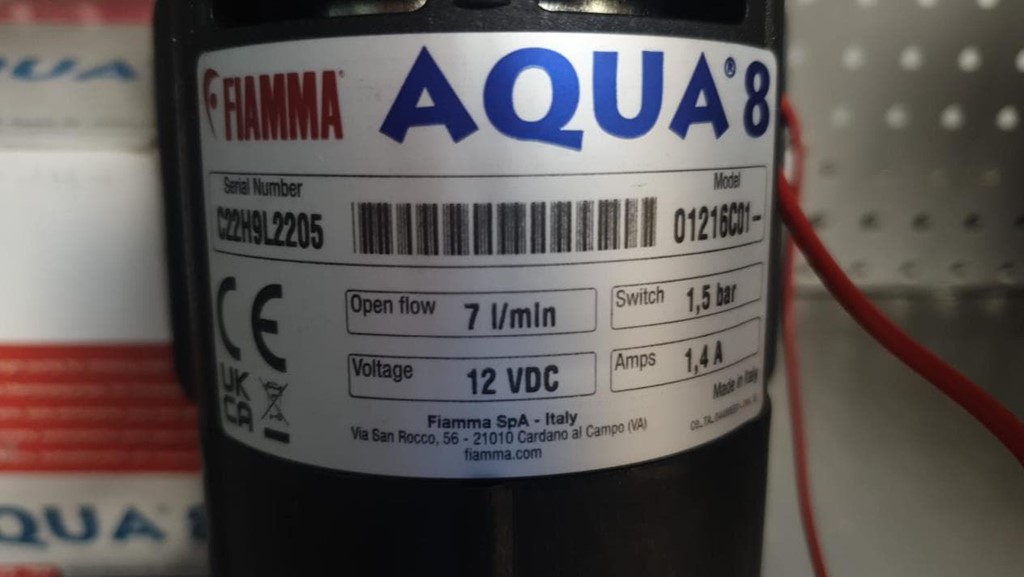 FIAMMA® AQUA® 8
Serial Number Model
C22H9L2205 01216C01-
CE
Open flow 7 l/min
Switch 1,5 bar
Voltage 12 VDC
Amps 1,4 A
UK
CA
Made in Italy
Fiamma SpA - Italy
Via San Rocco, 56 - 21010 Cardano al Campo (VA)
fiamma.com
QUA
QUA 8